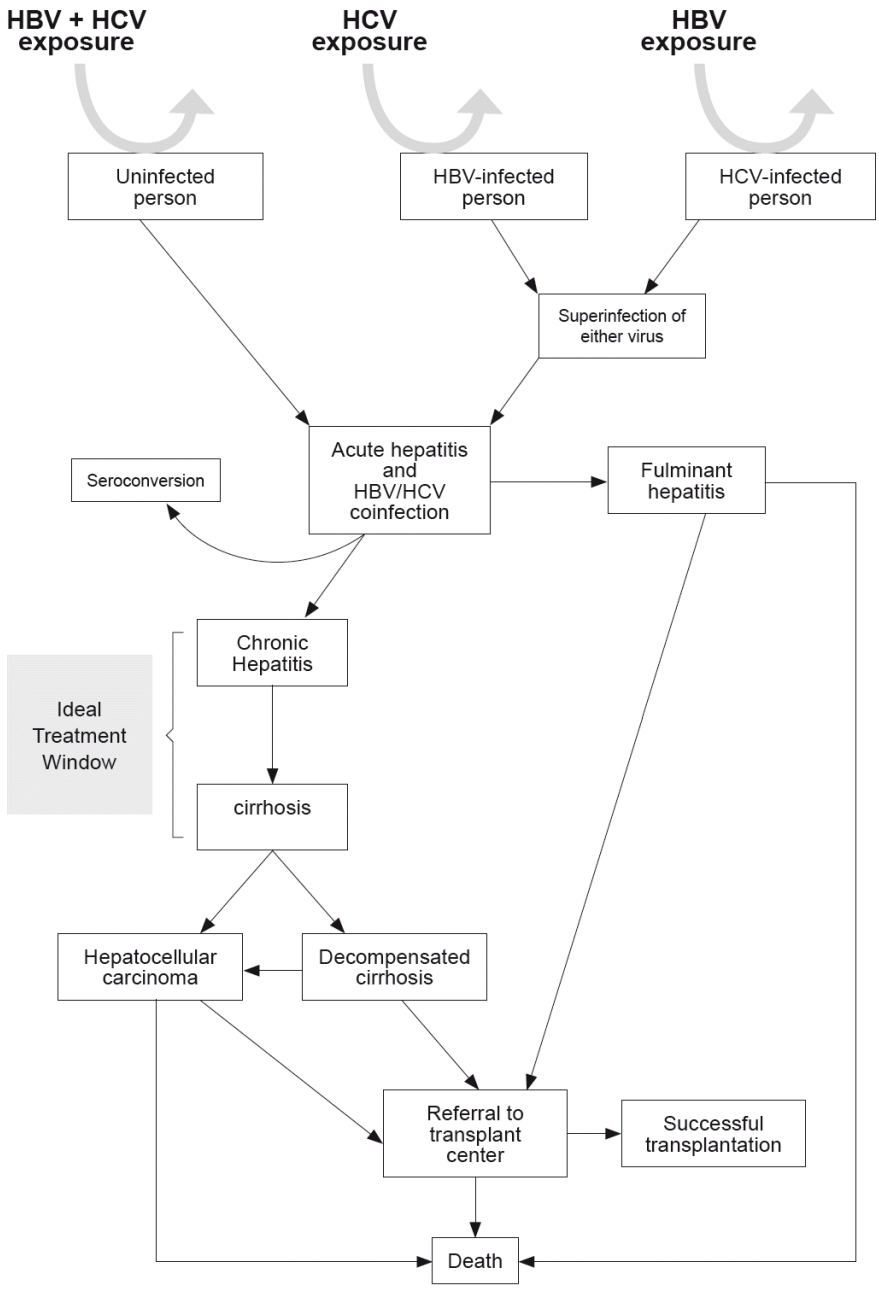 HBV + HCV
exposure
HCV
exposure
HBV
exposure
Uninfected
person
HBV-infected
person
HCV-infected
person
Superinfection of
either virus
Acute hepatitis
and
HBV/HCV
coinfection
Fulminant
hepatitis
Seroconversion
Chronic
Hepatitis
Ideal
Treatment
Window
cirrhosis
Hepatocellular
carcinoma
Decompensated
cirrhosis
Referral to
transplant
center
Successful
transplantation
Death